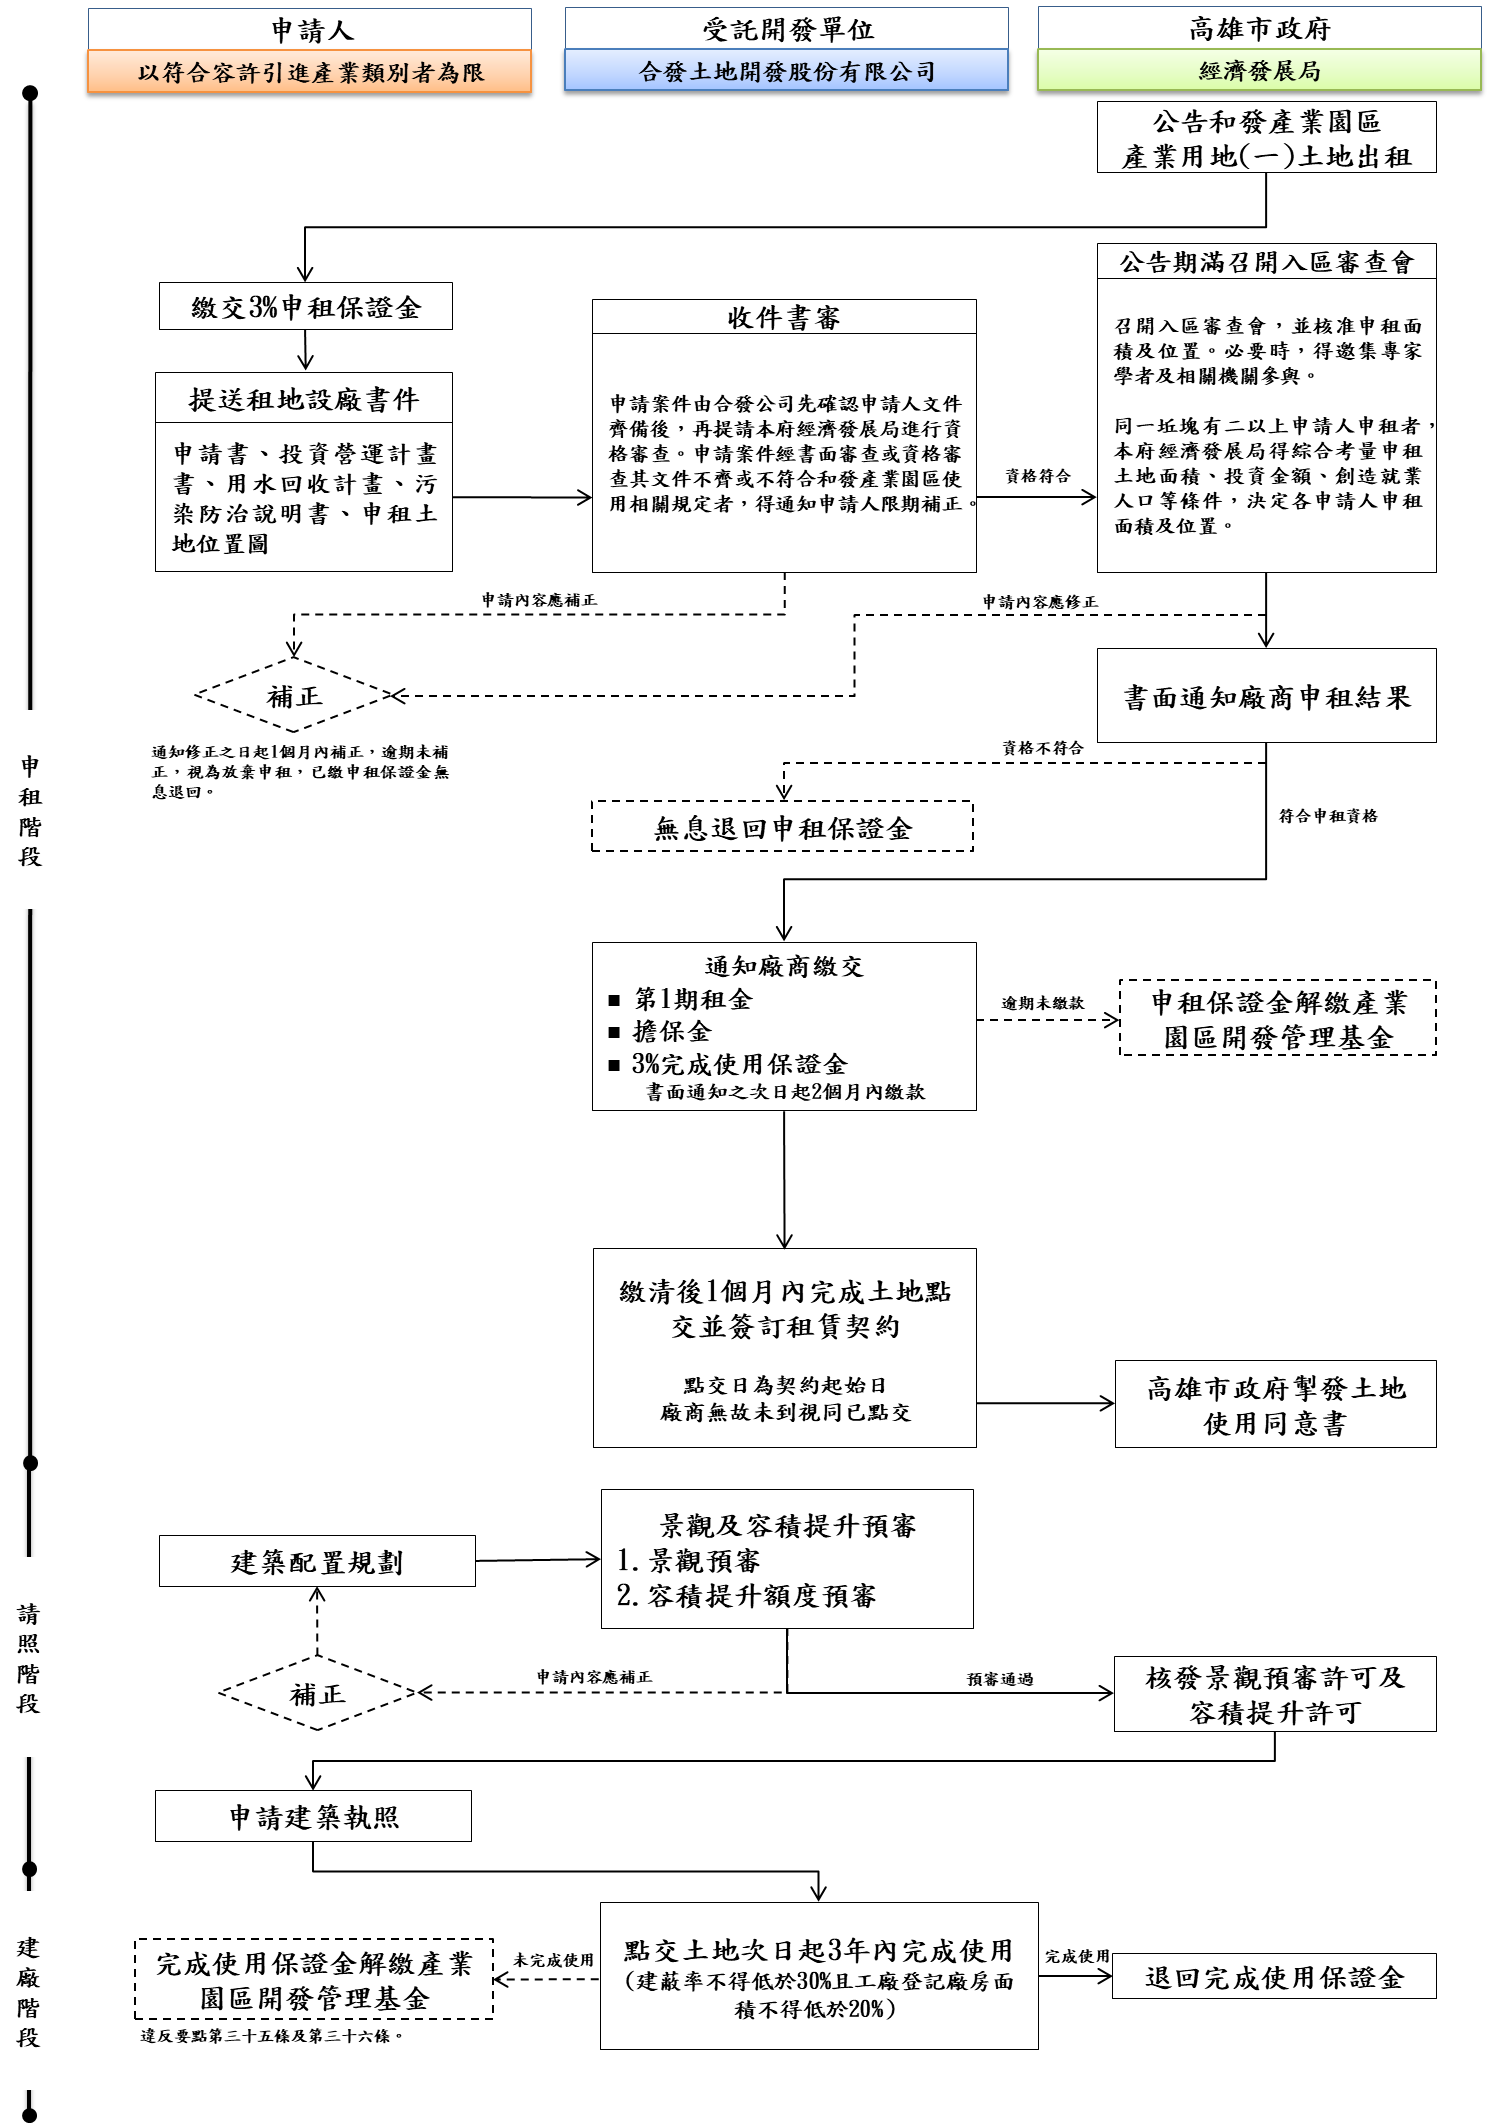 申請人
以符合容許引進產業類別者為限
受託開發單位
合發土地開發股份有限公司
高雄市政府
經濟發展局
公告和發產業園區
產業用地(一)土地出租
繳交3%申租保證金
提送租地設廠書件
申請書、投資營運計畫
書、用水回收計畫、污
染防治說明書、申租土
地位置圖
收件書審
申請案件由合發公司先確認申請人文件
齊備後，再提請本府經濟發展局進行資
格審查。申請案件經書面審查或資格審
查其文件不齊或不符合和發產業園區使
用相關規定者，得通知申請人限期補正。
資格符合
公告期滿召開入區審查會
召開入區審查會，並核准申租面
積及位置。必要時，得邀集專家
學者及相關機關參與。
同一坵塊有二以上申請人申租者，
本府經濟發展局得綜合考量申租
土地面積、投資金額、創造就業
人口等條件，決定各申請人申租
面積及位置。
申請內容應補正
申請內容應修正
補正
通知修正之日起1個月內補正，逾期未補
正，視為放棄申租，已繳申租保證金無
息退回。
書面通知廠商申租結果
資格不符合
無息退回申租保證金
符合申租資格
申租階段
通知廠商繳交
■ 第1期租金
■ 擔保金
■ 3%完成使用保證金
書面通知之次日起2個月內繳款
逾期未繳款
申租保證金解繳產業
園區開發管理基金
繳清後1個月內完成土地點
交並簽訂租賃契約
點交日為契約起始日
廠商無故未到視同已點交
高雄市政府掣發土地
使用同意書
建築配置規劃
景觀及容積提升預審
1.景觀預審
2.容積提升額度預審
請照階段
補正
申請內容應補正
預審通過
核發景觀預審許可及
容積提升許可
申請建築執照
建廠階段
完成使用保證金解繳產業
園區開發管理基金
違反要點第三十五條及第三十六條。
未完成使用
點交土地次日起3年內完成使用
(建蔽率不得低於30%且工廠登記廠房面
積不得低於20%)
完成使用
退回完成使用保證金